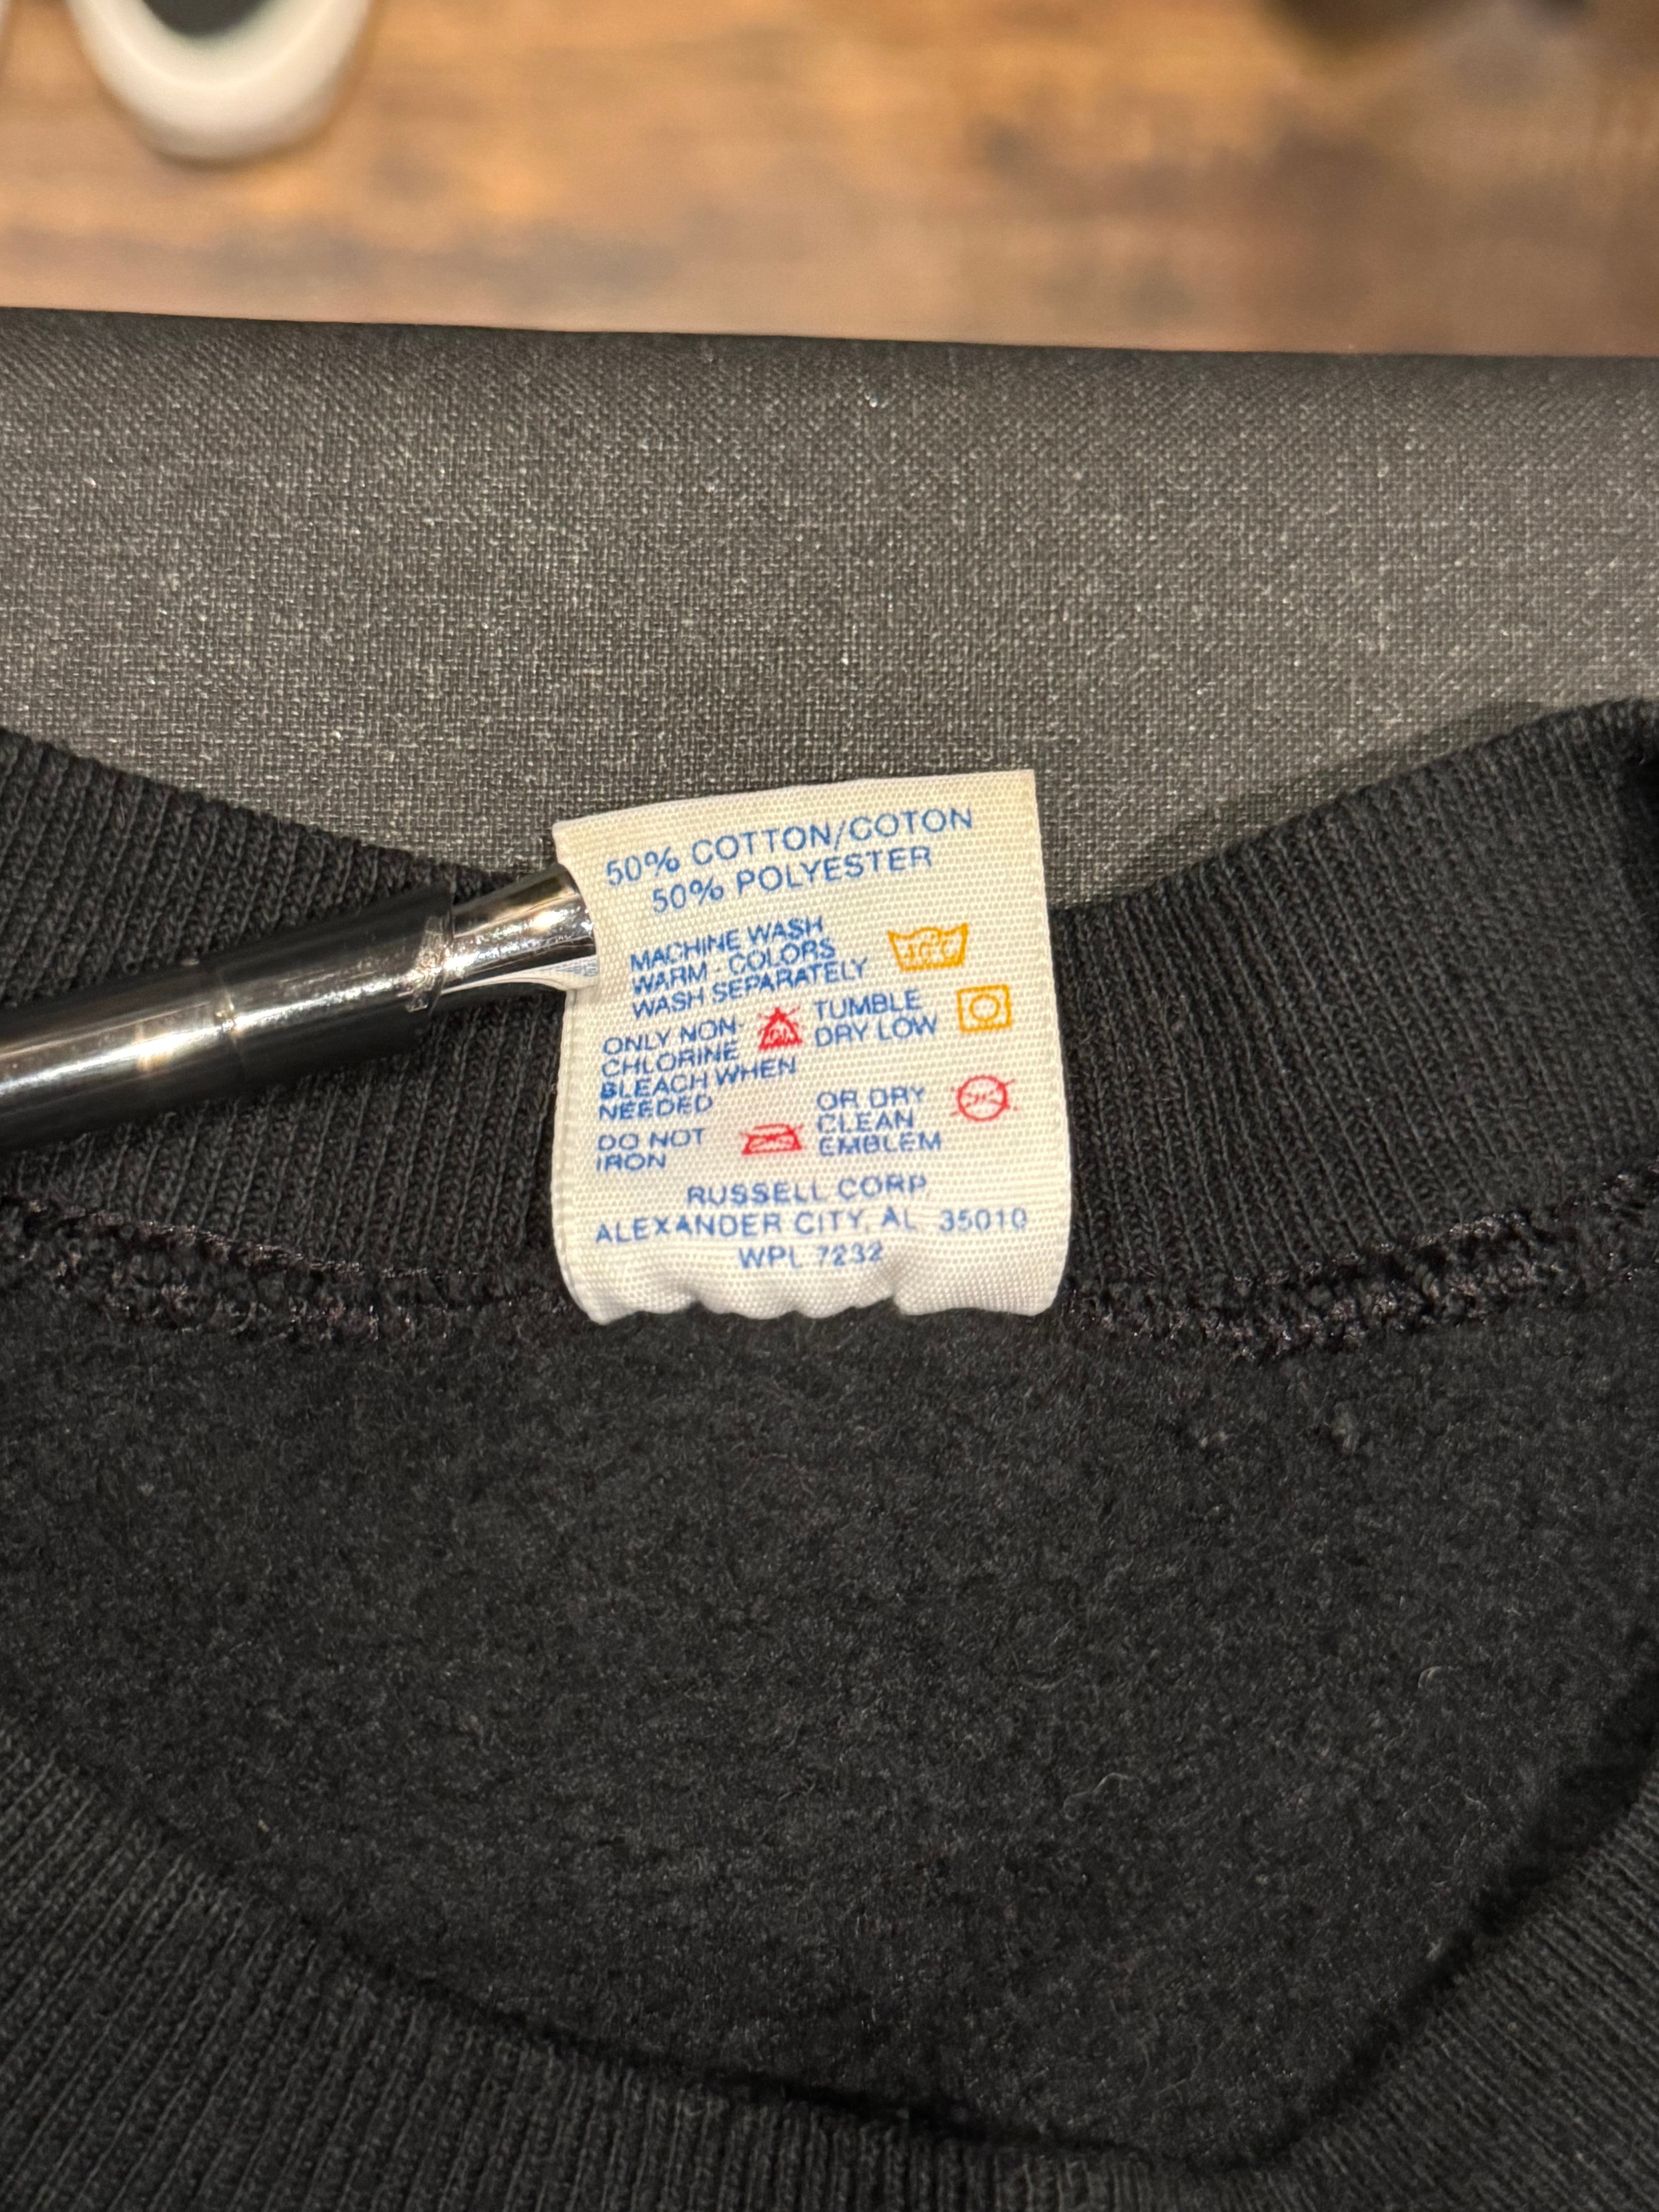 50% COTTON/COTON
50% POLYESTER
MACHINE WASH
WARM - COLORS
WASH SEPARATELY
40°C
ONLY NON-
CHLORINE
BLEACH WHEN
NEEDED
TUMBLE
DRY LOW
DO NOT
IRON
OR DRY
CLEAN
EMBLEM
RUSSELL CORP.
ALEXANDER CITY, AL 35010
WPL 7232